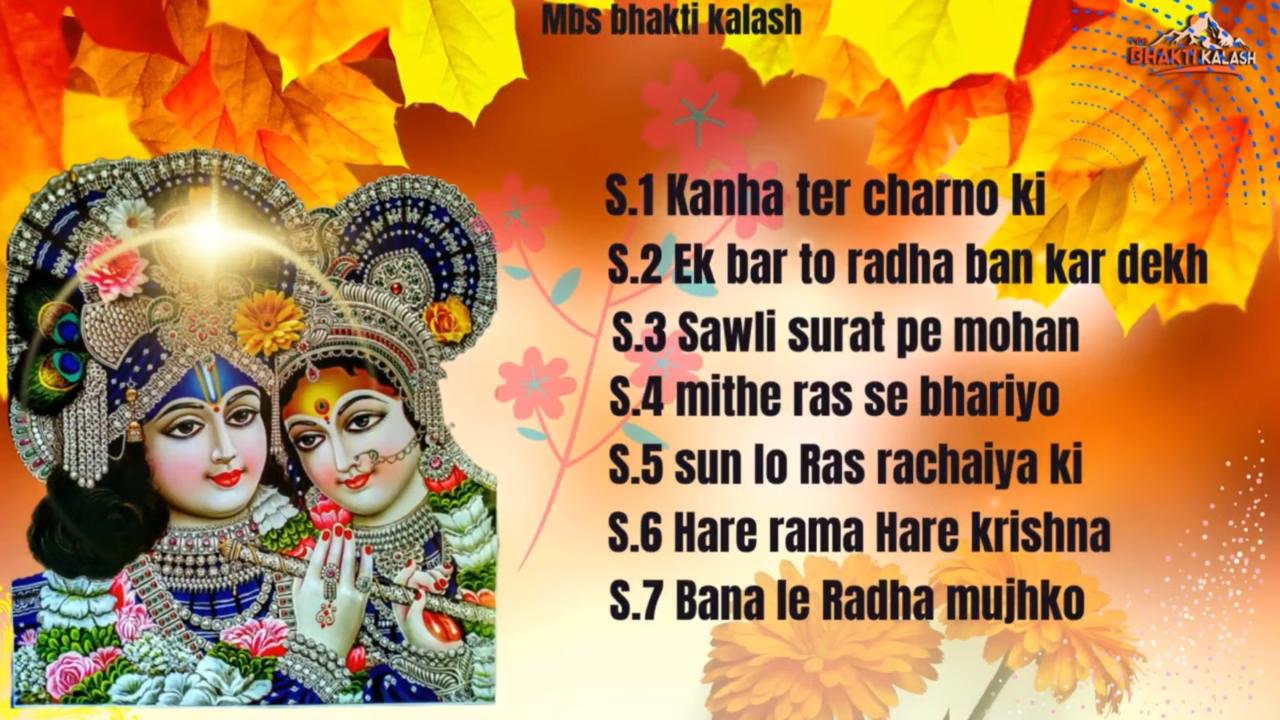 Mbs bhakti kalash
BHAKTI KALASH
S.1 Kanha ter charno ki
S.2 Ek bar to radha ban kar dekh
S.3 Sawli surat pe mohan
S.4 mithe ras se bhariyo
S.5 sun lo Ras rachaiya ki
S.6 Hare rama Hare krishna
S.7 Bana le Radha mujhko